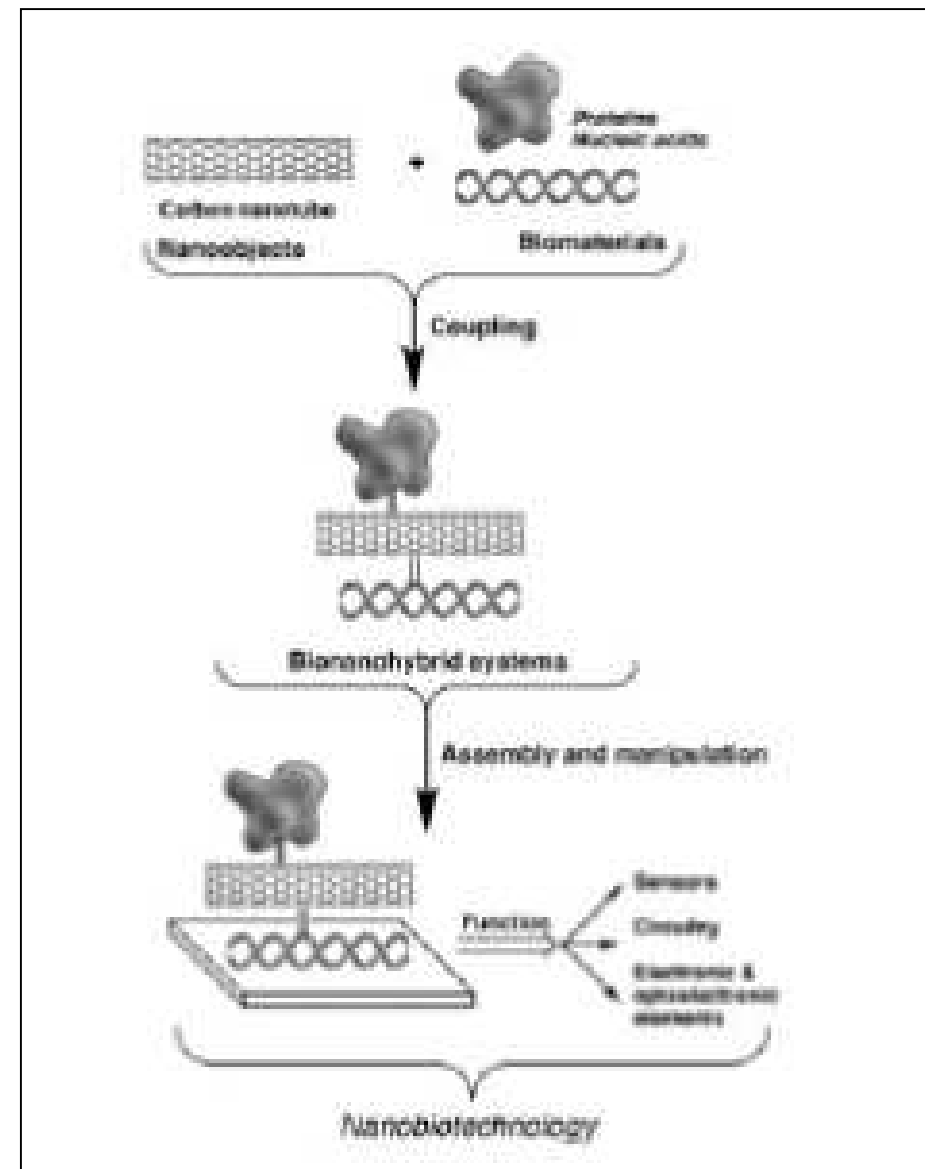 Proteins
Nucleic acids
+
Carbon nanotube
Nanoobjects
Biomaterials
Coupling
Bionanohybrid systems
Assembly and manipulation
Function
Sensors
Circuitry
Electronic &
optoelectronic
elements
Nanobiotechnology